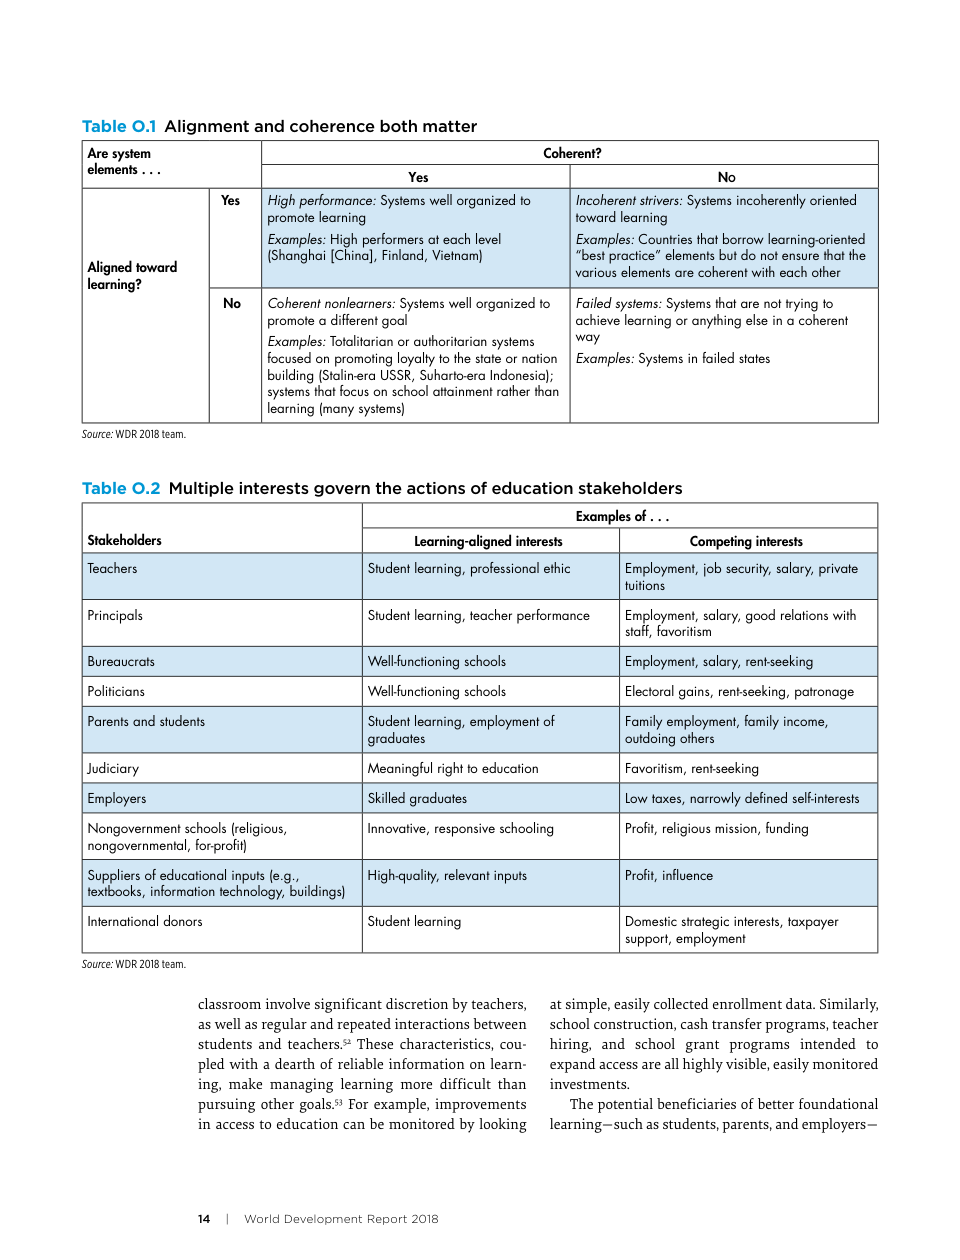 Table O.1 Alignment and coherence both matter
Are system
elements . . .
Coherent?
Yes
No
Aligned toward
learning?
Yes
High performance: Systems well organized to
promote learning
Examples: High performers at each level
(Shanghai [China], Finland, Vietnam)
Incoherent strivers: Systems incoherently oriented
toward learning
Examples: Countries that borrow learning-oriented
“best practice” elements but do not ensure that the
various elements are coherent with each other
No
Coherent nonlearners: Systems well organized to
promote a different goal
Examples: Totalitarian or authoritarian systems
focused on promoting loyalty to the state or nation
building (Stalin-era USSR, Suharto-era Indonesia);
systems that focus on school attainment rather than
learning (many systems)
Failed systems: Systems that are not trying to
achieve learning or anything else in a coherent
way
Examples: Systems in failed states
Source: WDR 2018 team.
Table O.2 Multiple interests govern the actions of education stakeholders
Stakeholders
Examples of . . .
Learning-aligned interests
Competing interests
Teachers
Student learning, professional ethic
Employment, job security, salary, private
tuitions
Principals
Student learning, teacher performance
Employment, salary, good relations with
staff, favoritism
Bureaucrats
Well-functioning schools
Employment, salary, rent-seeking
Politicians
Well-functioning schools
Electoral gains, rent-seeking, patronage
Parents and students
Student learning, employment of
graduates
Family employment, family income,
outdoing others
Judiciary
Meaningful right to education
Favoritism, rent-seeking
Employers
Skilled graduates
Low taxes, narrowly defined self-interests
Nongovernment schools (religious,
nongovernmental, for-profit)
Innovative, responsive schooling
Profit, religious mission, funding
Suppliers of educational inputs (e.g.,
textbooks, information technology, buildings)
High-quality, relevant inputs
Profit, influence
International donors
Student learning
Domestic strategic interests, taxpayer
support, employment
Source: WDR 2018 team.
classroom involve significant discretion by teachers,
as well as regular and repeated interactions between
students and teachers.52 These characteristics, cou-
pled with a dearth of reliable information on learn-
ing, make managing learning more difficult than
pursuing other goals.53 For example, improvements
in access to education can be monitored by looking
at simple, easily collected enrollment data. Similarly,
school construction, cash transfer programs, teacher
hiring, and school grant programs intended to
expand access are all highly visible, easily monitored
investments.
The potential beneficiaries of better foundational
learning—such as students, parents, and employers—
14 | World Development Report 2018